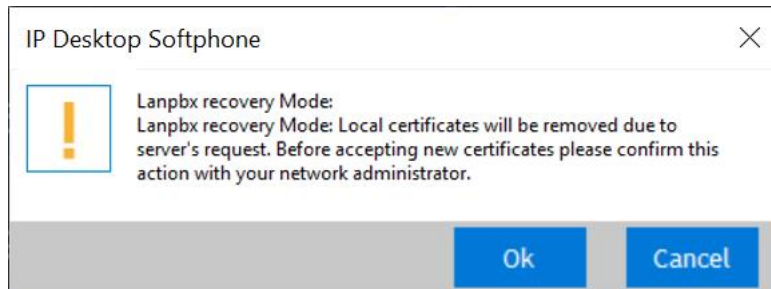 IP Desktop Softphone
Lanpbx recovery Mode:
Lanpbx recovery Mode: Local certificates will be removed due to
server's request. Before accepting new certificates please confirm this
action with your network administrator.
Ok
Cancel